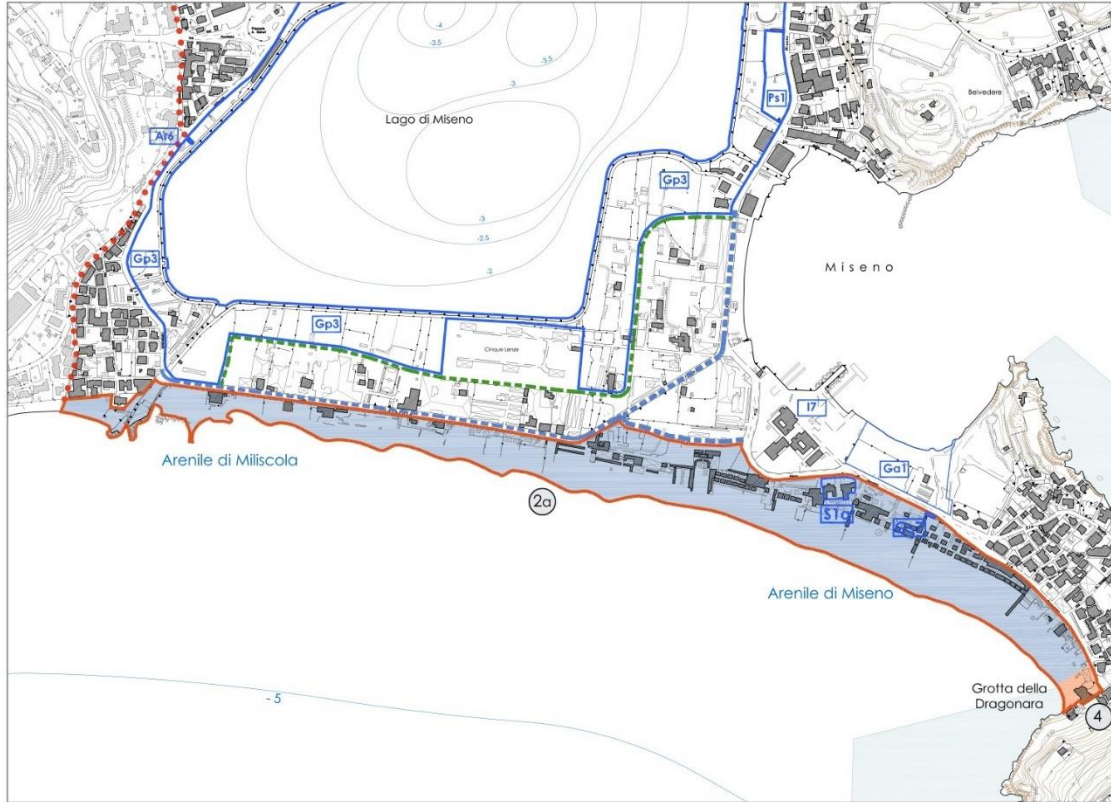 -4
-3.5
-3.5
-3
Lago di Miseno
Ps1
Belvedere
Ar6
Gp3
-3
-2.5
-2
Gp3
Miseno
Gp3
Cinque Lenze
I7
Ga1
Arenile di Miliscola
2a
S1a
Arenile di Miseno
Grotta della
Dragonara
4
- 5